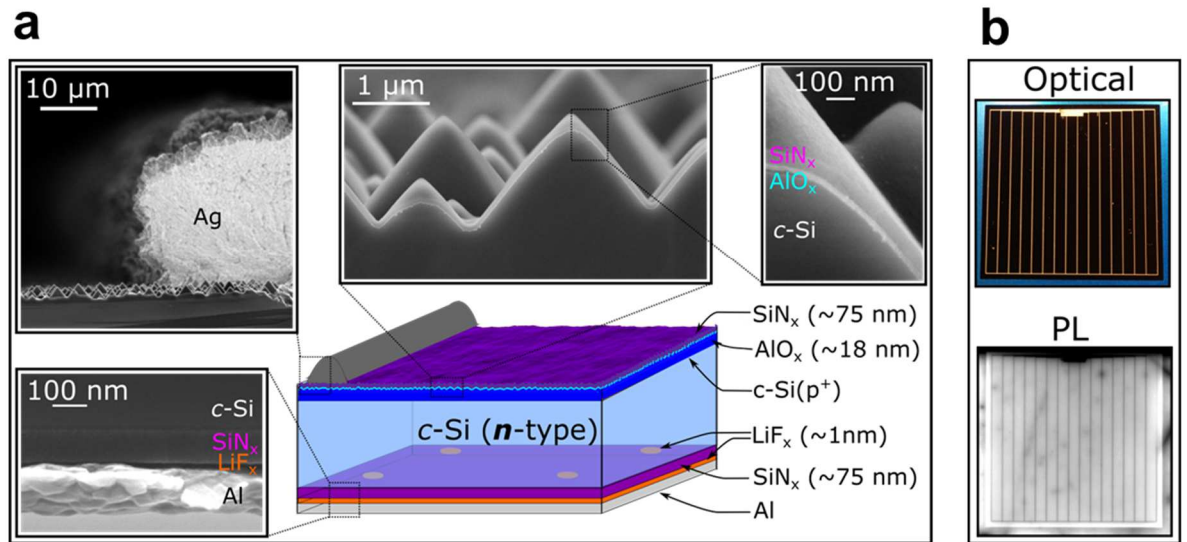 a
b
10 µm
Ag
1 µm
100 nm
SiNₓ
AlOₓ
c-Si
Optical
PL
SiNₓ (~75 nm)
AlOₓ (~18 nm)
c-Si(p⁺)
LiFₓ (~1nm)
SiNₓ (~75 nm)
Al
c-Si (n-type)
100 nm
c-Si
SiNₓ
LiFₓ
Al